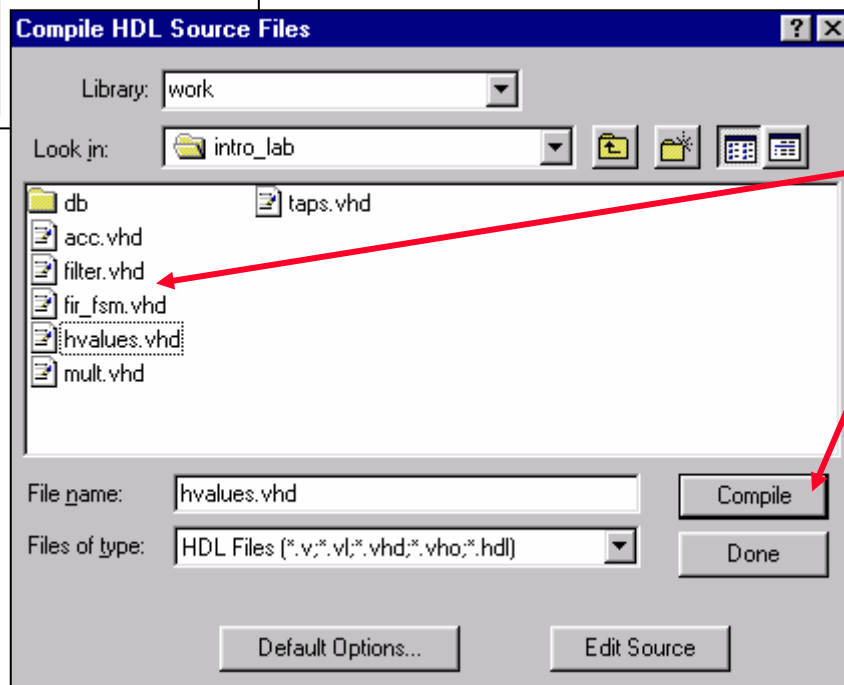 Compile HDL Source Files
Library: work
Look in: intro_lab
db taps.vhd
acc.vhd
filter.vhd
fir_fsm.vhd
hvalues.vhd
mult.vhd
File name: hvalues.vhd Compile
Files of type: HDL Files (*.v;*.vl;*.vhd;*.vho;*.hdl) Done
Default Options... Edit Source